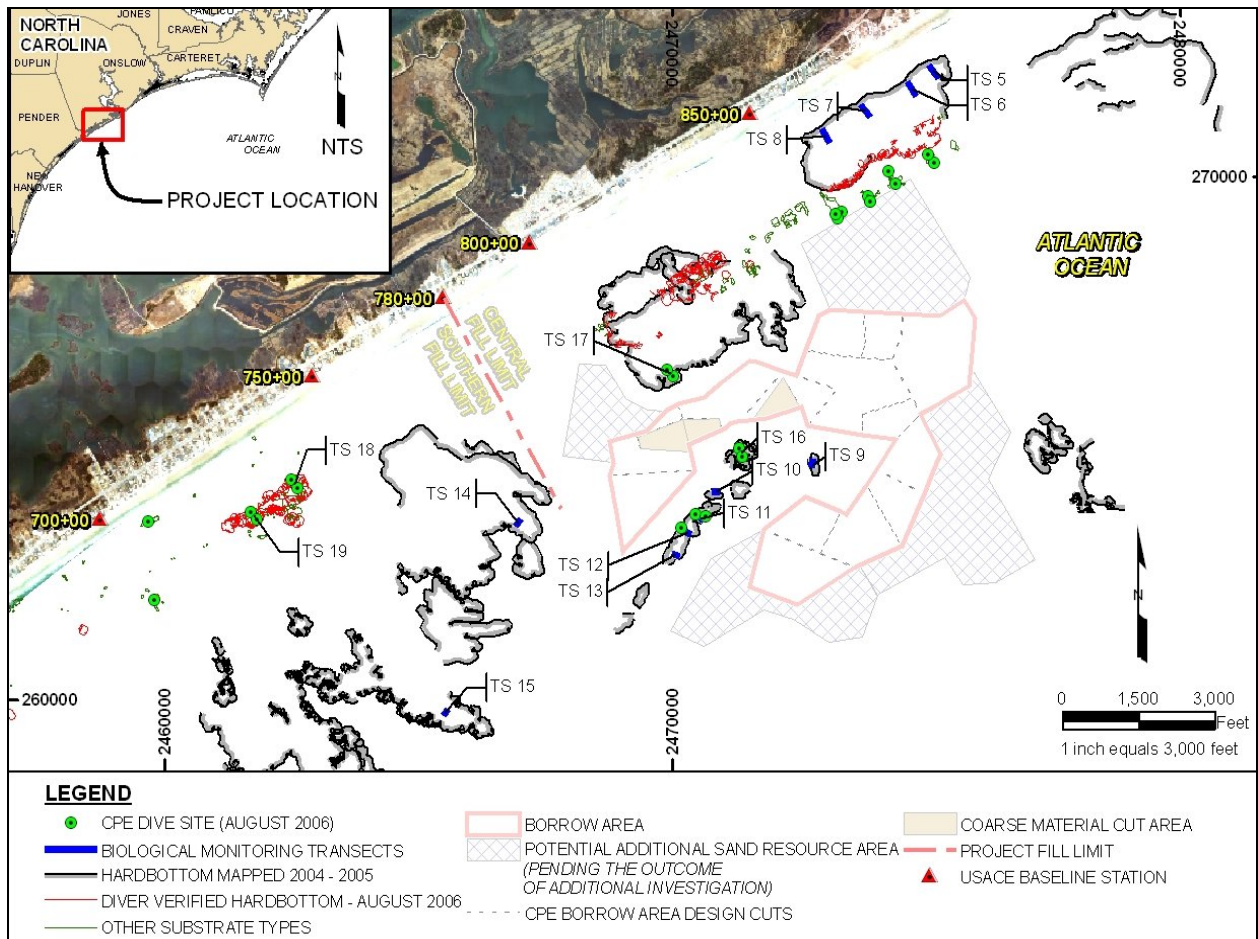 NORTH
CAROLINA
JONES
PAMLICO
CRAVEN
DUPLIN
ONSLOW
CARTERET
PENDER
NEW
HANOVER
ATLANTIC
OCEAN
N
NTS
PROJECT LOCATION
2470000
2480000
850+00
TS 5
TS 6
TS 7
TS 8
270000
800+00
ATLANTIC
OCEAN
780+00
CENTRAL
FILL LIMIT
SOUTHERN
FILL LIMIT
TS 17
750+00
TS 16
TS 9
TS 10
TS 18
TS 14
TS 11
700+00
TS 19
TS 12
TS 13
N
TS 15
260000
2460000
2470000
0 1,500 3,000
Feet
1 inch equals 3,000 feet
LEGEND
CPE DIVE SITE (AUGUST 2006)
BIOLOGICAL MONITORING TRANSECTS
HARDBOTTOM MAPPED 2004 - 2005
DIVER VERIFIED HARDBOTTOM - AUGUST 2006
OTHER SUBSTRATE TYPES
BORROW AREA
POTENTIAL ADDITIONAL SAND RESOURCE AREA
(PENDING THE OUTCOME
OF ADDITIONAL INVESTIGATION)
CPE BORROW AREA DESIGN CUTS
COARSE MATERIAL CUT AREA
PROJECT FILL LIMIT
USACE BASELINE STATION